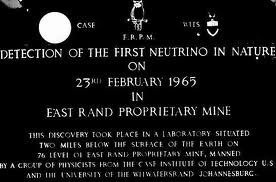 CASE WITS
E.R.P.M.
DETECTION OF THE FIRST NEUTRINO IN NATURE
ON
23RD FEBRUARY 1965
IN
EAST RAND PROPRIETARY MINE
THIS DISCOVERY TOOK PLACE IN A LABORATORY SITUATED
TWO MILES BELOW THE SURFACE OF THE EARTH ON
76 LEVEL OF EAST RAND PROPRIETARY MINE, MANNED
BY A GROUP OF PHYSICISTS FROM THE CASE INSTITUTE OF TECHNOLOGY U.S
AND THE UNIVERSITY OF THE WITWATERSRAND JOHANNESBURG.